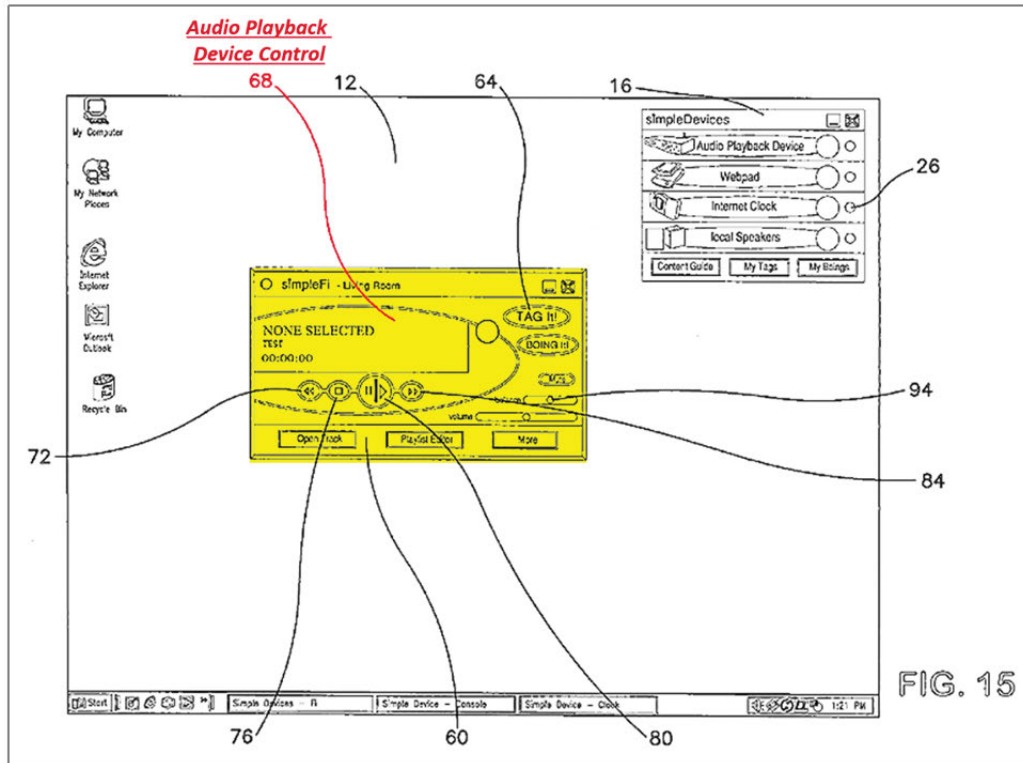 Audio Playback
Device Control
68
12
64
16
My Computer
simpleDevices
Audio Playback Device
My Network
Places
Webpad
26
Internet Clock
Internet
Explorer
local Speakers
Content Guide
My Tags
My Boings
simpleFi - Living Room
TAG It!
Microsoft
Outlook
NONE SELECTED
TEST
00:00:00
BOING It!
Recycle Bin
94
volume
72
Open Track
Playlist Editor
More
84
FIG. 15
Start
Simple Devices - Fi
Simple Device - Console
Simple Device - Clock
1:21 PM
76
60
80